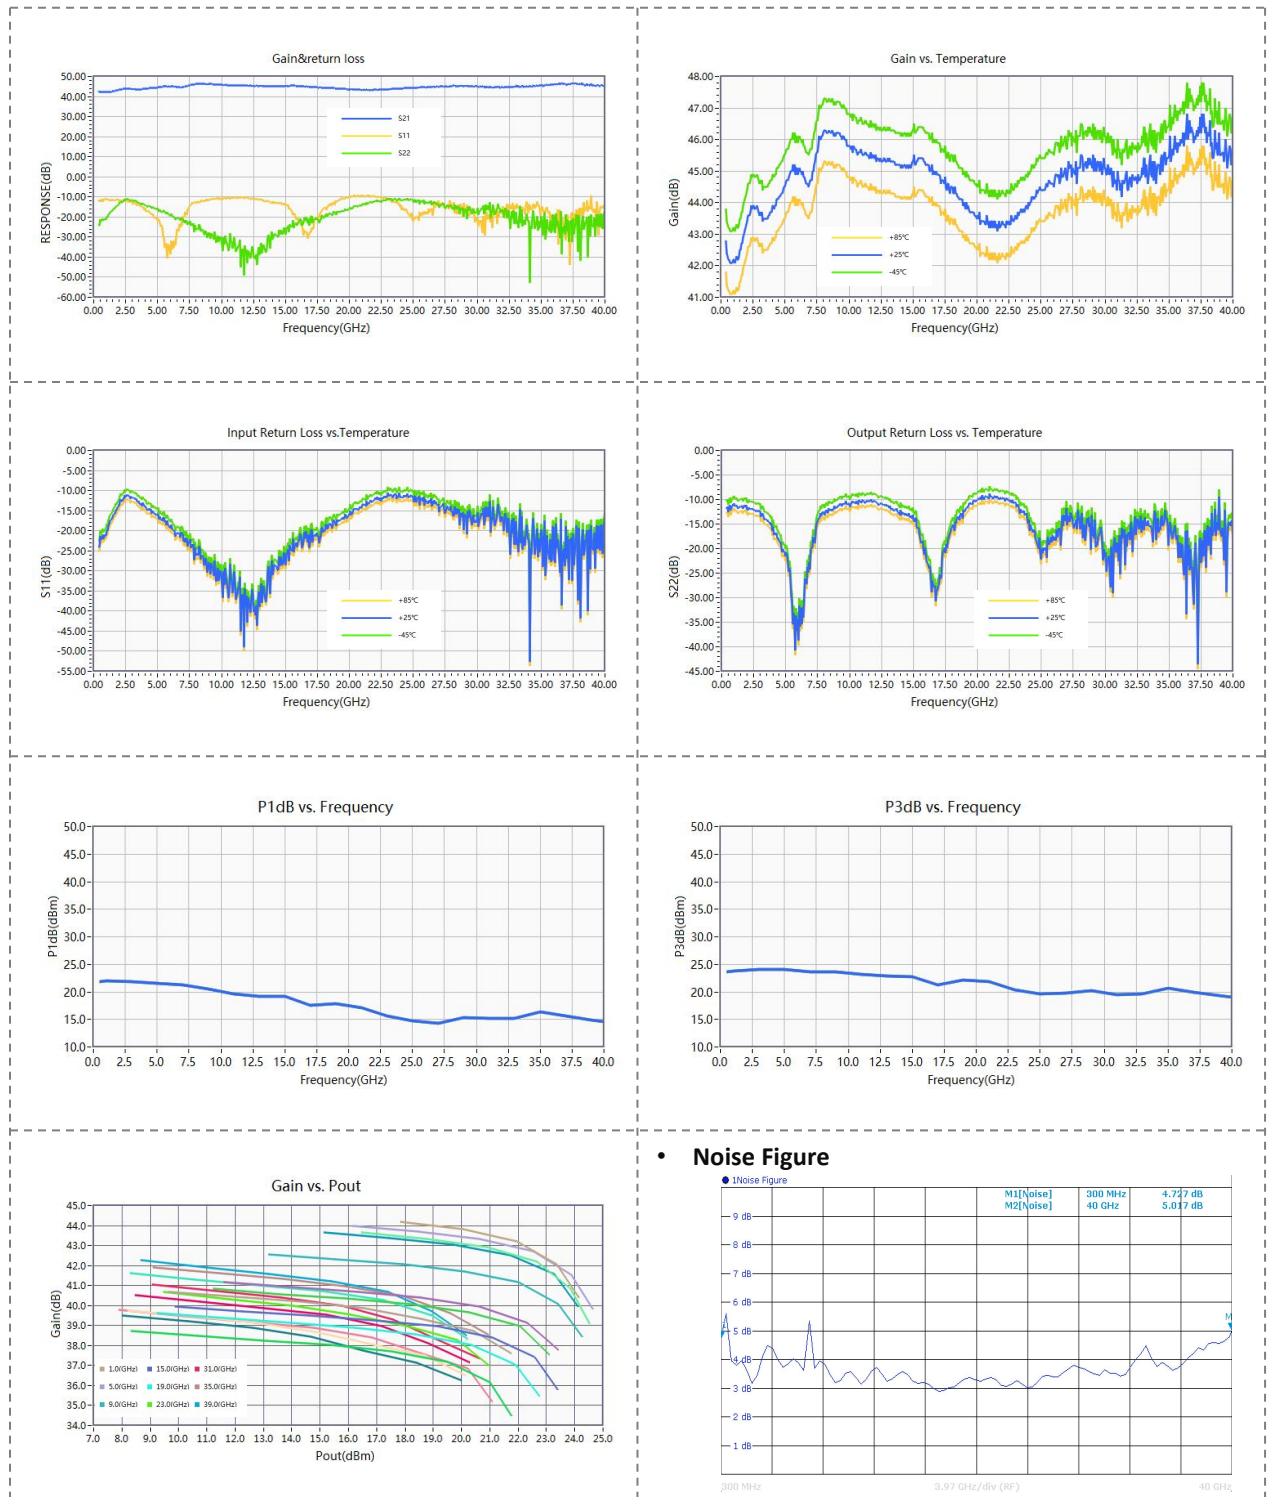 Gain&return loss
RESPONSE(dB)
50.00
40.00
30.00
20.00
10.00
0.00
-10.00
-20.00
-30.00
-40.00
-50.00
-60.00
S21
S11
S22
0.00 2.50 5.00 7.50 10.00 12.50 15.00 17.50 20.00 22.50 25.00 27.50 30.00 32.50 35.00 37.50 40.00
Frequency(GHz)
Gain vs. Temperature
Gain(dB)
48.00
47.00
46.00
45.00
44.00
43.00
42.00
41.00
+85℃
+25℃
-45℃
0.00 2.50 5.00 7.50 10.00 12.50 15.00 17.50 20.00 22.50 25.00 27.50 30.00 32.50 35.00 37.50 40.00
Frequency(GHz)
Input Return Loss vs.Temperature
S11(dB)
0.00
-5.00
-10.00
-15.00
-20.00
-25.00
-30.00
-35.00
-40.00
-45.00
-50.00
-55.00
+85℃
+25℃
-45℃
0.00 2.50 5.00 7.50 10.00 12.50 15.00 17.50 20.00 22.50 25.00 27.50 30.00 32.50 35.00 37.50 40.00
Frequency(GHz)
Output Return Loss vs. Temperature
S22(dB)
0.00
-5.00
-10.00
-15.00
-20.00
-25.00
-30.00
-35.00
-40.00
-45.00
+85℃
+25℃
-45℃
0.00 2.50 5.00 7.50 10.00 12.50 15.00 17.50 20.00 22.50 25.00 27.50 30.00 32.50 35.00 37.50 40.00
Frequency(GHz)
P1dB vs. Frequency
P1dB(dBm)
50.0
45.0
40.0
35.0
30.0
25.0
20.0
15.0
10.0
0.0 2.5 5.0 7.5 10.0 12.5 15.0 17.5 20.0 22.5 25.0 27.5 30.0 32.5 35.0 37.5 40.0
Frequency(GHz)
P3dB vs. Frequency
P3dB(dBm)
50.0
45.0
40.0
35.0
30.0
25.0
20.0
15.0
10.0
0.0 2.5 5.0 7.5 10.0 12.5 15.0 17.5 20.0 22.5 25.0 27.5 30.0 32.5 35.0 37.5 40.0
Frequency(GHz)
Gain vs. Pout
Gain(dB)
45.0
44.0
43.0
42.0
41.0
40.0
39.0
38.0
37.0
36.0
35.0
34.0
1.0(GHz) 15.0(GHz) 31.0(GHz)
5.0(GHz) 19.0(GHz) 35.0(GHz)
9.0(GHz) 23.0(GHz) 39.0(GHz)
7.0 8.0 9.0 10.0 11.0 12.0 13.0 14.0 15.0 16.0 17.0 18.0 19.0 20.0 21.0 22.0 23.0 24.0 25.0
Pout(dBm)
• Noise Figure
1Noise Figure
M1[Noise] 300 MHz 4.727 dB
M2[Noise] 40 GHz 5.017 dB
9 dB
8 dB
7 dB
6 dB
5 dB
4 dB
3 dB
2 dB
1 dB
300 MHz 3.97 GHz/div (RF) 40 GHz